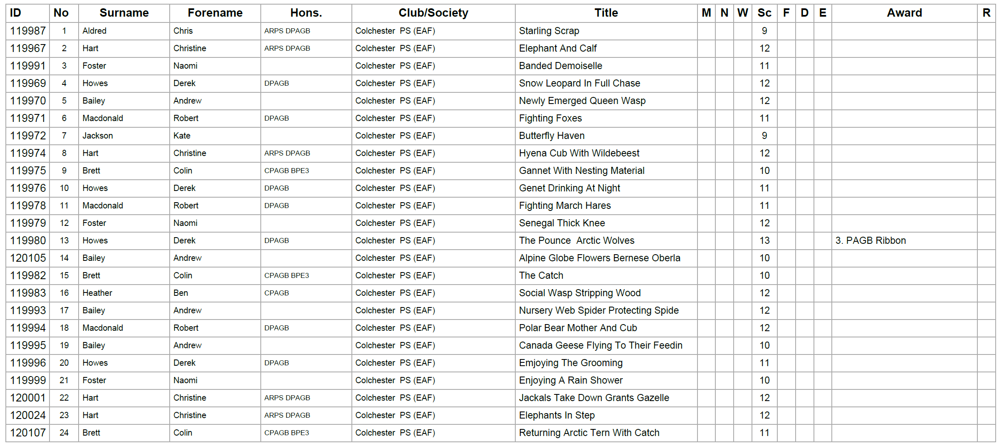 ID No Surname Forename Hons. Club/Society Title M N W Sc F D E Award R
119987 1 Aldred Chris ARPS DPAGB Colchester PS (EAF) Starling Scrap 9
119967 2 Hart Christine ARPS DPAGB Colchester PS (EAF) Elephant And Calf 12
119991 3 Foster Naomi Colchester PS (EAF) Banded Demoiselle 11
119969 4 Howes Derek DPAGB Colchester PS (EAF) Snow Leopard In Full Chase 12
119970 5 Bailey Andrew Colchester PS (EAF) Newly Emerged Queen Wasp 12
119971 6 Macdonald Robert DPAGB Colchester PS (EAF) Fighting Foxes 11
119972 7 Jackson Kate Colchester PS (EAF) Butterfly Haven 9
119974 8 Hart Christine ARPS DPAGB Colchester PS (EAF) Hyena Cub With Wildebeest 12
119975 9 Brett Colin CPAGB BPE3 Colchester PS (EAF) Gannet With Nesting Material 10
119976 10 Howes Derek DPAGB Colchester PS (EAF) Genet Drinking At Night 11
119978 11 Macdonald Robert DPAGB Colchester PS (EAF) Fighting March Hares 11
119979 12 Foster Naomi Colchester PS (EAF) Senegal Thick Knee 12
119980 13 Howes Derek DPAGB Colchester PS (EAF) The Pounce Arctic Wolves 13 3. PAGB Ribbon
120105 14 Bailey Andrew Colchester PS (EAF) Alpine Globe Flowers Bernese Oberla 10
119982 15 Brett Colin CPAGB BPE3 Colchester PS (EAF) The Catch 10
119983 16 Heather Ben CPAGB Colchester PS (EAF) Social Wasp Stripping Wood 12
119993 17 Bailey Andrew Colchester PS (EAF) Nursery Web Spider Protecting Spide 12
119994 18 Macdonald Robert DPAGB Colchester PS (EAF) Polar Bear Mother And Cub 12
119995 19 Bailey Andrew Colchester PS (EAF) Canada Geese Flying To Their Feedin 10
119996 20 Howes Derek DPAGB Colchester PS (EAF) Emjoying The Grooming 11
119999 21 Foster Naomi Colchester PS (EAF) Enjoying A Rain Shower 10
120001 22 Hart Christine ARPS DPAGB Colchester PS (EAF) Jackals Take Down Grants Gazelle 12
120024 23 Hart Christine ARPS DPAGB Colchester PS (EAF) Elephants In Step 12
120107 24 Brett Colin CPAGB BPE3 Colchester PS (EAF) Returning Arctic Tern With Catch 11